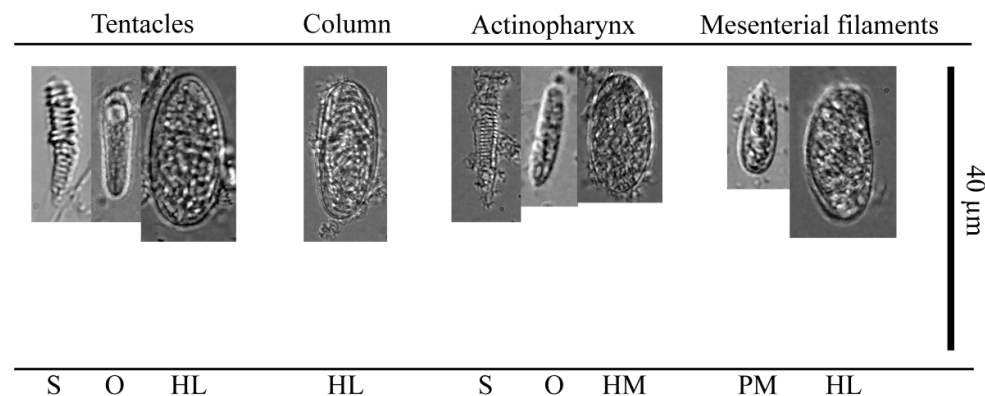 Tentacles Column Actinopharynx Mesenterial filaments
40 μm
S O HL HL S O HM PM HL